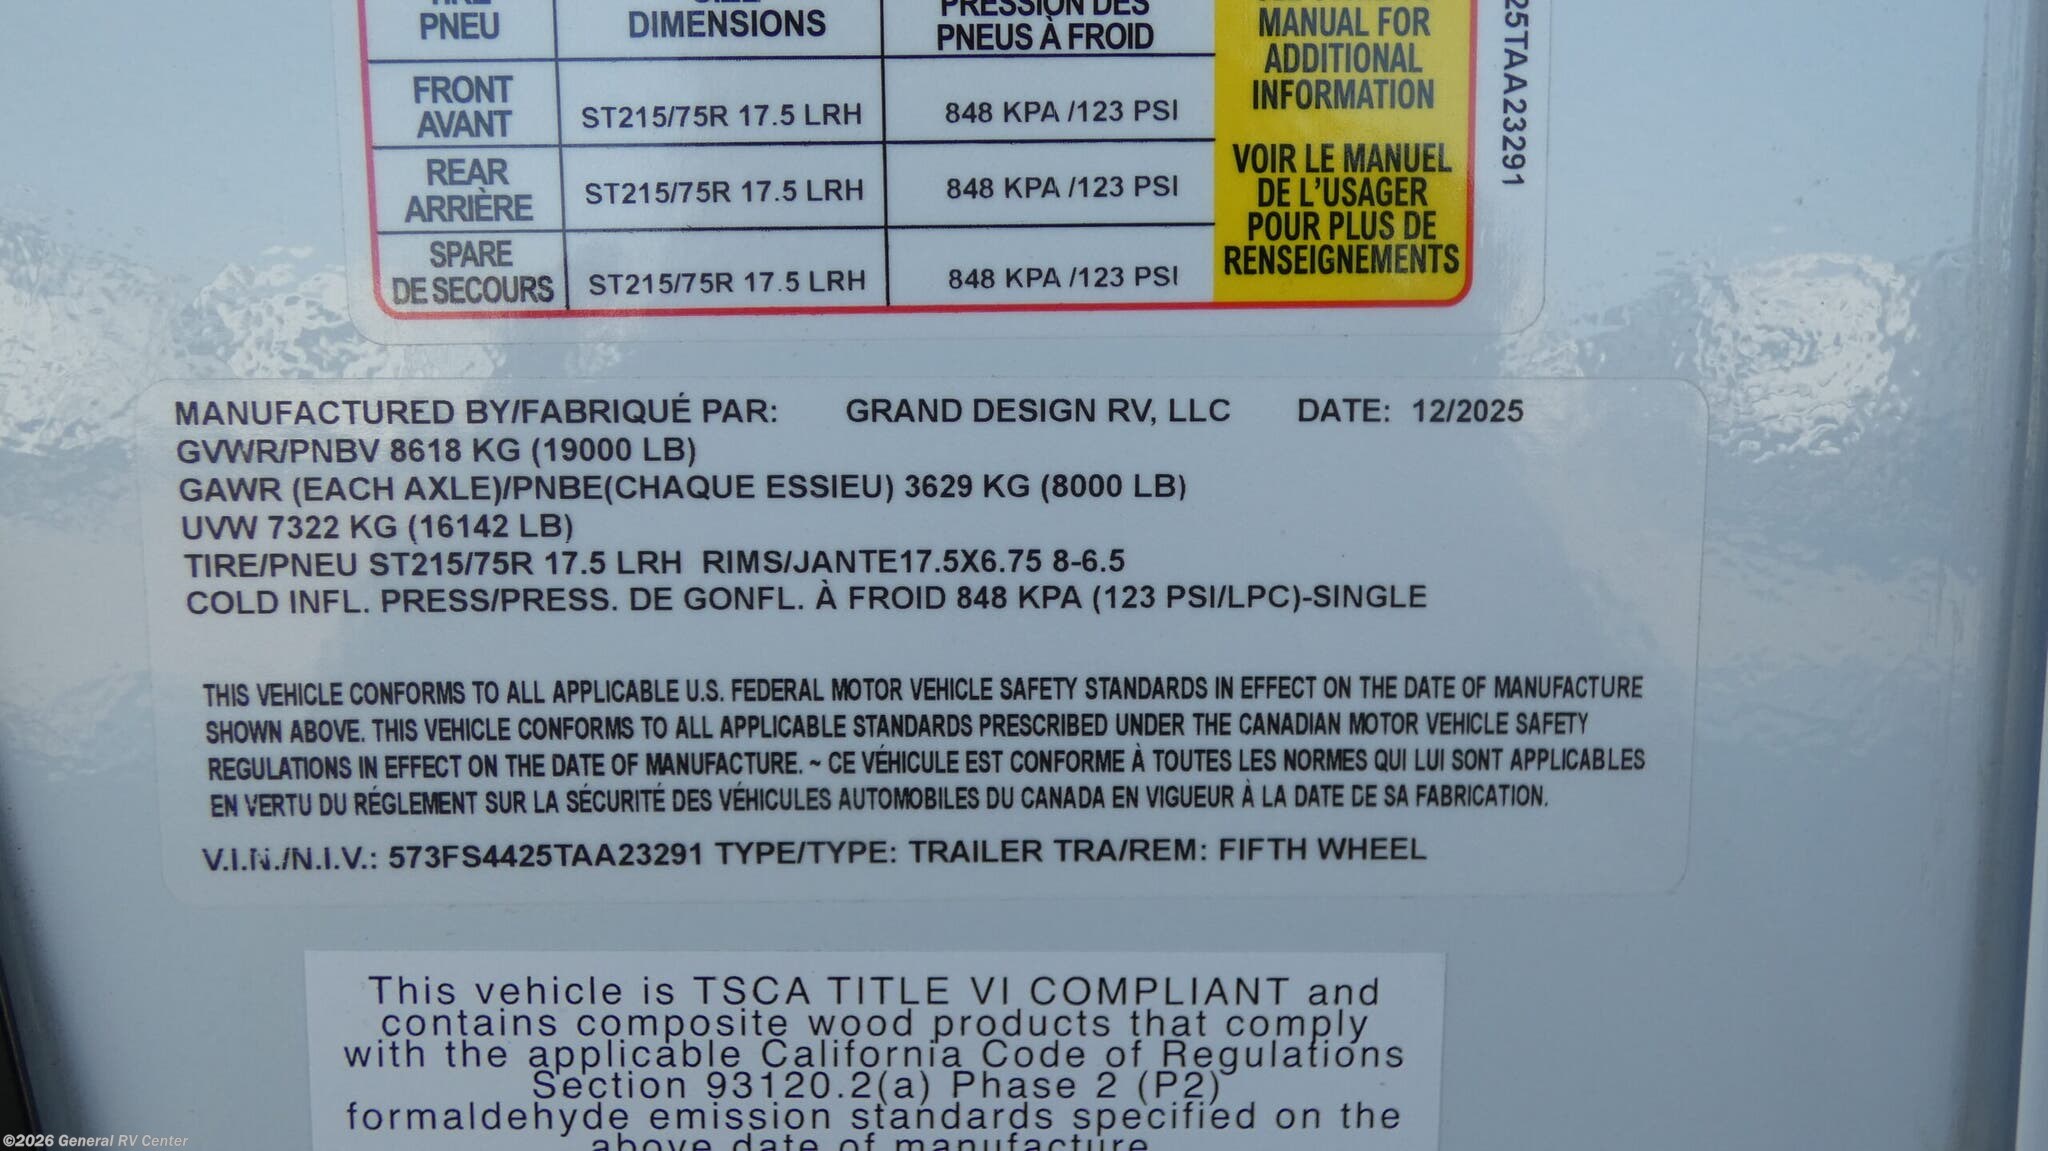 PNEU
DIMENSIONS
PRESSION DES
PNEUS À FROID
MANUAL FOR
ADDITIONAL
INFORMATION
FRONT
AVANT
ST215/75R 17.5 LRH
848 KPA /123 PSI
REAR
ARRIÈRE
ST215/75R 17.5 LRH
848 KPA /123 PSI
SPARE
DE SECOURS
ST215/75R 17.5 LRH
848 KPA /123 PSI
VOIR LE MANUEL
DE L'USAGER
POUR PLUS DE
RENSEIGNEMENTS
25TAA23291
MANUFACTURED BY/FABRIQUÉ PAR: GRAND DESIGN RV, LLC DATE: 12/2025
GVWR/PNBV 8618 KG (19000 LB)
GAWR (EACH AXLE)/PNBE(CHAQUE ESSIEU) 3629 KG (8000 LB)
UVW 7322 KG (16142 LB)
TIRE/PNEU ST215/75R 17.5 LRH RIMS/JANTE17.5X6.75 8-6.5
COLD INFL. PRESS/PRESS. DE GONFL. À FROID 848 KPA (123 PSI/LPC)-SINGLE
THIS VEHICLE CONFORMS TO ALL APPLICABLE U.S. FEDERAL MOTOR VEHICLE SAFETY STANDARDS IN EFFECT ON THE DATE OF MANUFACTURE
SHOWN ABOVE. THIS VEHICLE CONFORMS TO ALL APPLICABLE STANDARDS PRESCRIBED UNDER THE CANADIAN MOTOR VEHICLE SAFETY
REGULATIONS IN EFFECT ON THE DATE OF MANUFACTURE. ~ CE VÉHICULE EST CONFORME À TOUTES LES NORMES QUI LUI SONT APPLICABLES
EN VERTU DU RÉGLEMENT SUR LA SÉCURITÉ DES VÉHICULES AUTOMOBILES DU CANADA EN VIGUEUR À LA DATE DE SA FABRICATION.
V.I.N./N.I.V.: 573FS4425TAA23291 TYPE/TYPE: TRAILER TRA/REM: FIFTH WHEEL
This vehicle is TSCA TITLE VI COMPLIANT and
contains composite wood products that comply
with the applicable California Code of Regulations
Section 93120.2(a) Phase 2 (P2)
formaldehyde emission standards specified on the
above date of manufacture
©2026 General RV Center